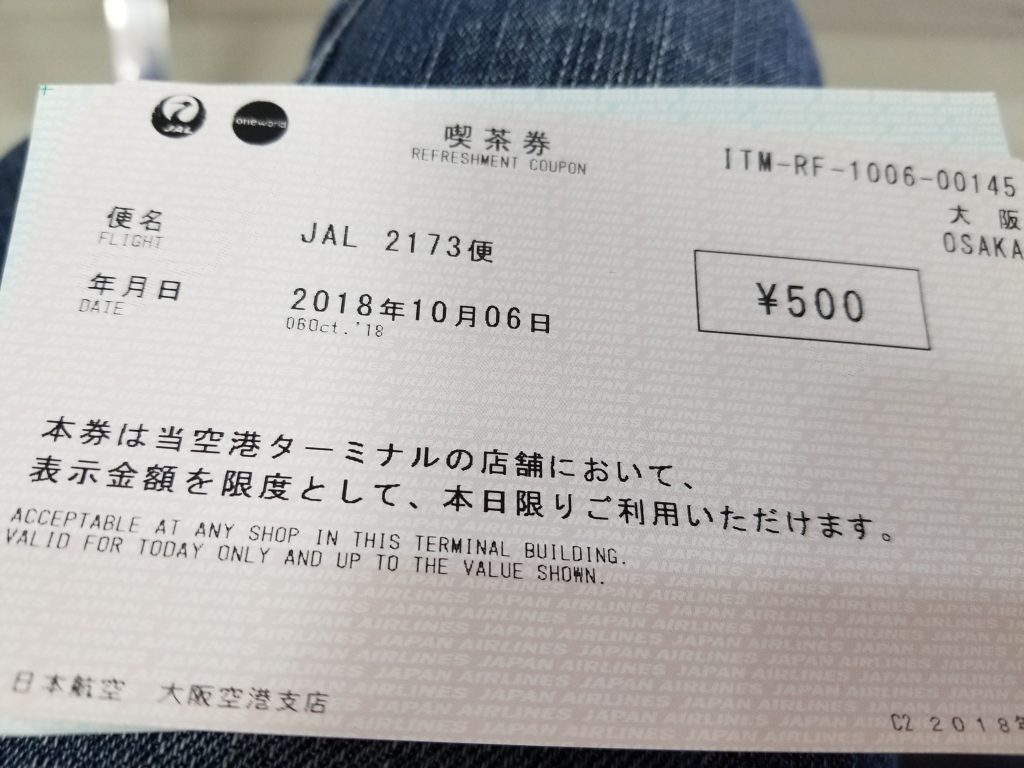 JAL
oneworld
喫茶券
REFRESHMENT COUPON
ITM-RF-1006-00145
大阪
OSAKA
便名
FLIGHT
JAL 2173便
年月日
DATE
2018年10月06日
06Oct.'18
¥500
本券は当空港ターミナルの店舗において、
表示金額を限度として、本日限りご利用いただけます。
ACCEPTABLE AT ANY SHOP IN THIS TERMINAL BUILDING.
VALID FOR TODAY ONLY AND UP TO THE VALUE SHOWN.
日本航空 大阪空港支店
C2 2018年